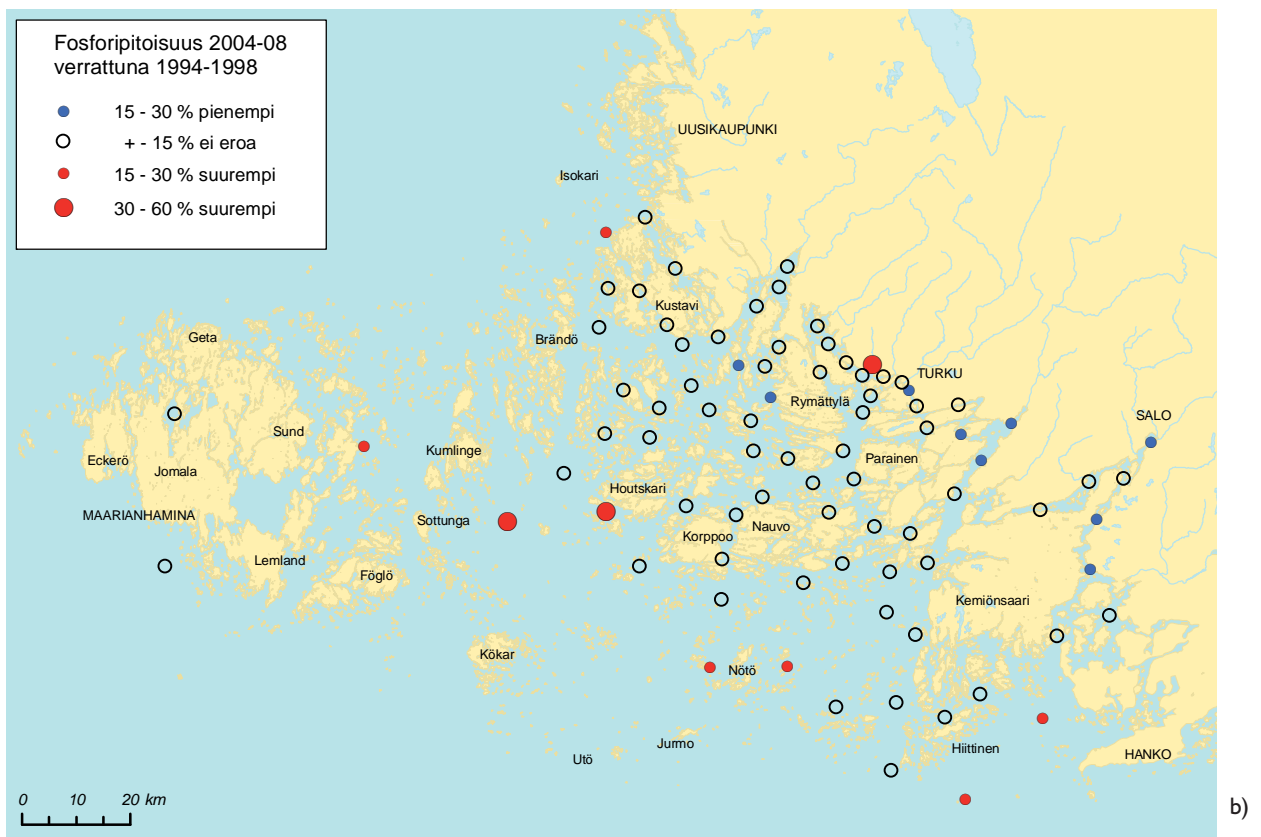 Fosforipitoisuus 2004-08
verrattuna 1994-1998
15 - 30 % pienempi
+ - 15 % ei eroa
15 - 30 % suurempi
30 - 60 % suurempi
UUSIKAUPUNKI
Isokari
Kustavi
Geta
Brändö
TURKU
Rymättylä
SALO
Sund
Kumlinge
Eckerö
Jomala
Parainen
Houtskari
MAARIANHAMINA
Sottunga
Nauvo
Korppoo
Lemland
Föglö
Kemiönsaari
Kökar
Nötö
Jurmo
Hiittinen
Utö
HANKO
0 10 20 km
b)